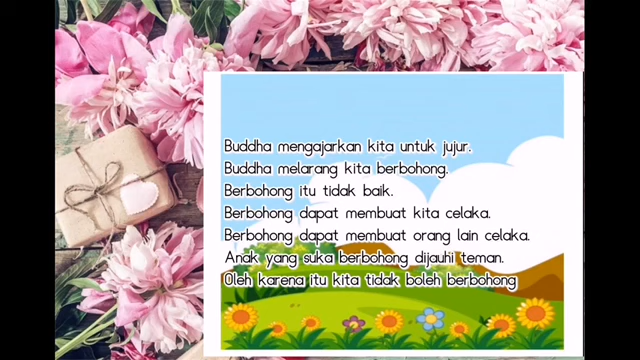 Buddha mengajarkan kita untuk jujur.
Buddha melarang kita berbohong.
Berbohong itu tidak baik.
Berbohong dapat membuat kita celaka.
Berbohong dapat membuat orang lain celaka.
Anak yang suka berbohong dijauhi teman.
Oleh karena itu kita tidak boleh berbohong